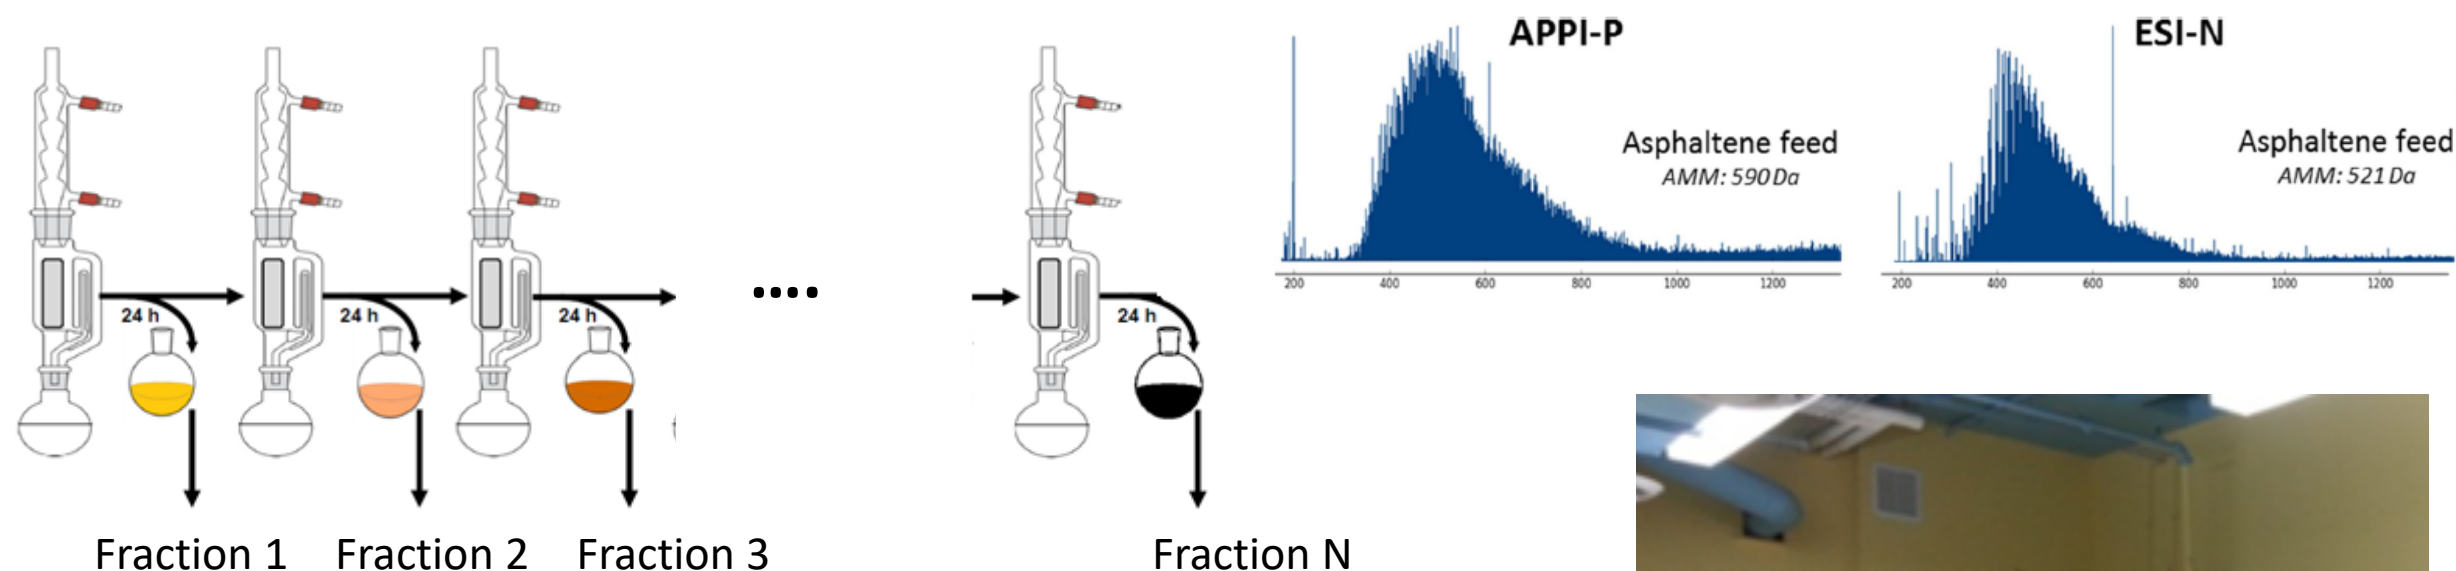 APPI-P
ESI-N
Asphaltene feed
AMM: 590 Da
Asphaltene feed
AMM: 521 Da
200 400 600 800 1000 1200
200 400 600 800 1000 1200
24 h
24 h
24 h
....
24 h
Fraction 1
Fraction 2
Fraction 3
Fraction N